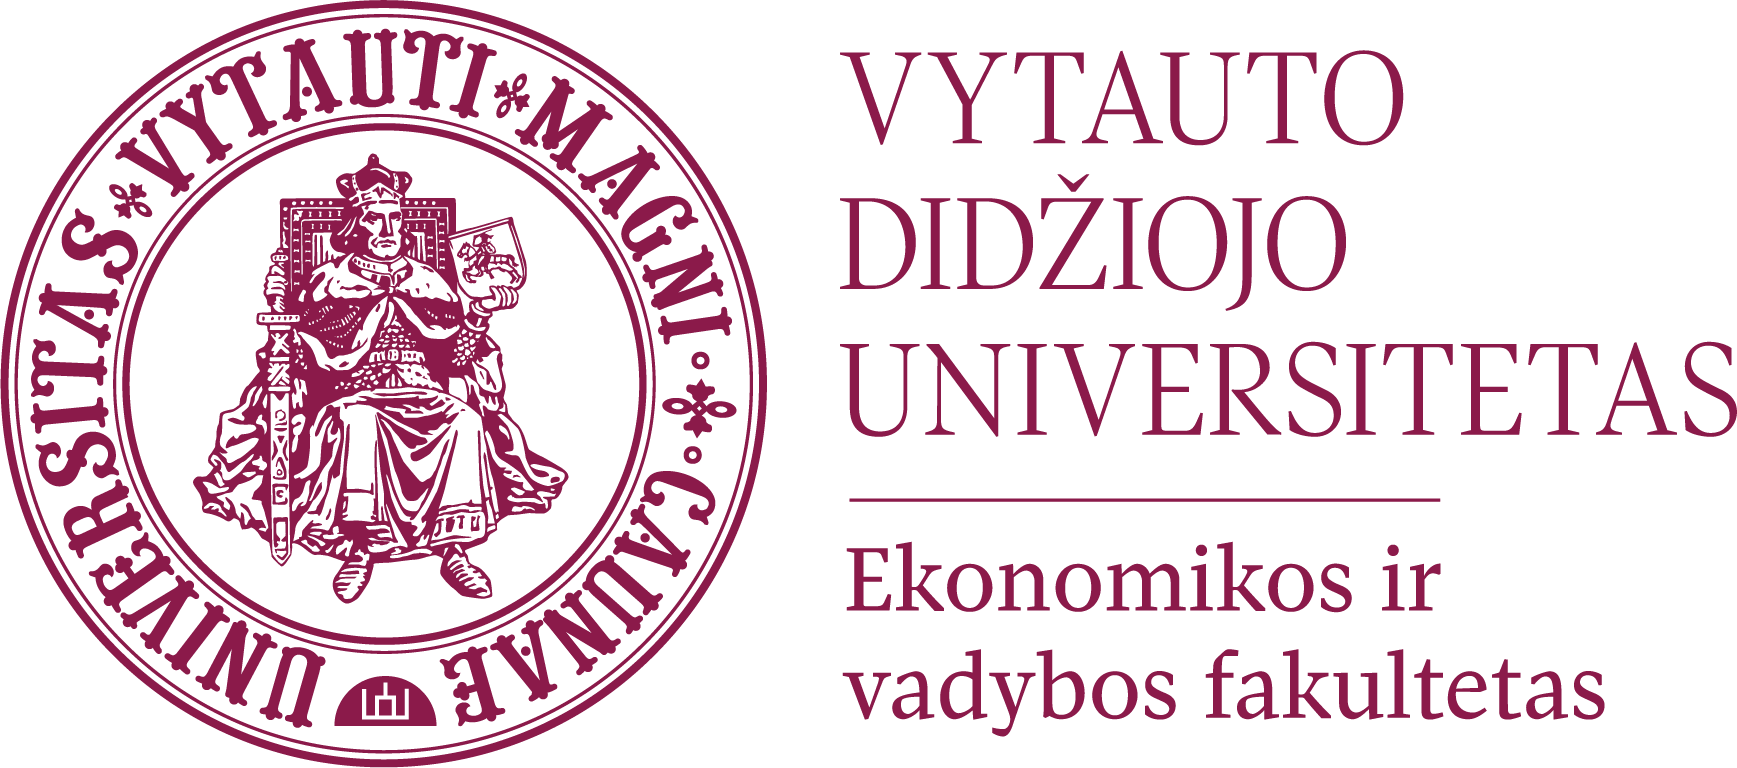 UNIVERSITAS VYTAUTI MAGNI CAUNAE
VYTAUTO
DIDŽIOJO
UNIVERSITETAS
Ekonomikos ir
vadybos fakultetas